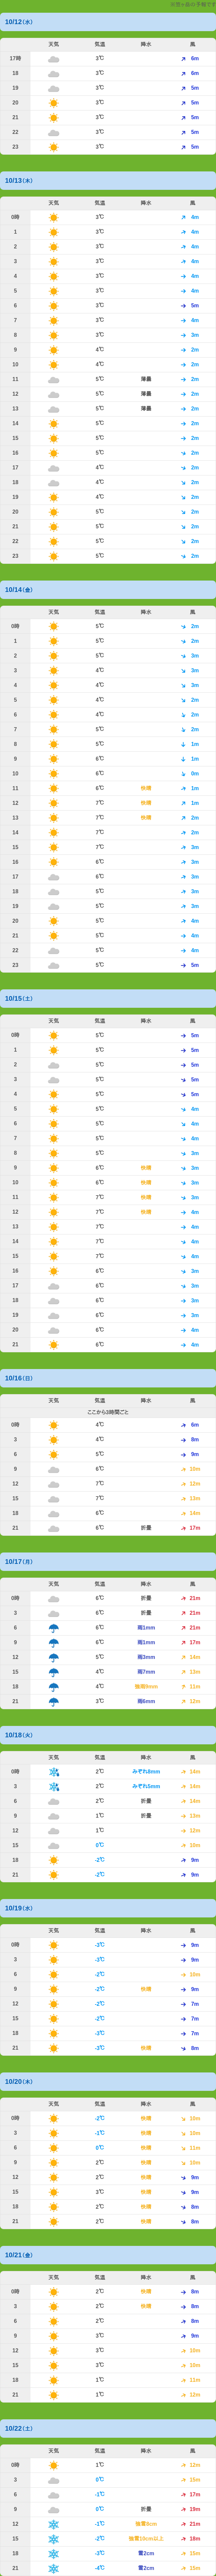 10/12(水)
天気 気温 降水 風
17時 3℃ 6m
18 3℃ 6m
19 3℃ 5m
20 3℃ 5m
21 3℃ 5m
22 3℃ 5m
23 3℃ 5m
10/13(木)
天気 気温 降水 風
0時 3℃ 4m
1 3℃ 4m
2 3℃ 4m
3 3℃ 4m
4 3℃ 4m
5 3℃ 4m
6 3℃ 5m
7 3℃ 4m
8 3℃ 3m
9 4℃ 2m
10 4℃ 2m
11 5℃ 薄曇 2m
12 5℃ 薄曇 2m
13 5℃ 薄曇 2m
14 5℃ 2m
15 5℃ 2m
16 5℃ 2m
17 4℃ 2m
18 4℃ 2m
19 4℃ 2m
20 5℃ 2m
21 5℃ 2m
22 5℃ 2m
23 5℃ 2m
10/14(金)
天気 気温 降水 風
0時 5℃ 2m
1 5℃ 2m
2 5℃ 3m
3 4℃ 3m
4 4℃ 3m
5 4℃ 2m
6 4℃ 2m
7 5℃ 2m
8 5℃ 1m
9 6℃ 1m
10 6℃ 0m
11 6℃ 快晴 1m
12 7℃ 快晴 1m
13 7℃ 快晴 2m
14 7℃ 2m
15 7℃ 3m
16 6℃ 3m
17 6℃ 3m
18 5℃ 3m
19 5℃ 3m
20 5℃ 4m
21 5℃ 4m
22 5℃ 4m
23 5℃ 5m
10/15(土)
天気 気温 降水 風
0時 5℃ 5m
1 5℃ 5m
2 5℃ 5m
3 5℃ 5m
4 5℃ 5m
5 5℃ 4m
6 5℃ 4m
7 5℃ 4m
8 5℃ 3m
9 6℃ 快晴 3m
10 6℃ 快晴 3m
11 7℃ 快晴 3m
12 7℃ 快晴 4m
13 7℃ 4m
14 7℃ 4m
15 7℃ 4m
16 6℃ 3m
17 6℃ 3m
18 6℃ 3m
19 6℃ 3m
20 6℃ 4m
21 6℃ 4m
10/16(日)
天気 気温 降水 風
ここから3時間ごと
0時 4℃ 6m
3 4℃ 8m
6 5℃ 9m
9 6℃ 10m
12 7℃ 12m
15 7℃ 13m
18 6℃ 14m
21 6℃ 折曇 17m
10/17(月)
天気 気温 降水 風
0時 6℃ 折曇 21m
3 6℃ 折曇 21m
6 6℃ 雨1mm 21m
9 6℃ 雨1mm 17m
12 5℃ 雨3mm 14m
15 4℃ 雨7mm 13m
18 4℃ 強雨9mm 11m
21 3℃ 雨6mm 12m
10/18(火)
天気 気温 降水 風
0時 2℃ みぞれ8mm 14m
3 2℃ みぞれ5mm 14m
6 2℃ 折曇 14m
9 1℃ 折曇 13m
12 1℃ 12m
15 0℃ 10m
18 -2℃ 9m
21 -2℃ 9m
10/19(水)
天気 気温 降水 風
0時 -3℃ 9m
3 -3℃ 9m
6 -2℃ 10m
9 -2℃ 快晴 9m
12 -2℃ 7m
15 -2℃ 7m
18 -3℃ 7m
21 -3℃ 快晴 8m
10/20(木)
天気 気温 降水 風
0時 -2℃ 快晴 10m
3 -1℃ 快晴 10m
6 0℃ 快晴 11m
9 2℃ 快晴 10m
12 2℃ 快晴 9m
15 3℃ 快晴 9m
18 2℃ 快晴 8m
21 2℃ 快晴 8m
10/21(金)
天気 気温 降水 風
0時 2℃ 快晴 8m
3 2℃ 快晴 8m
6 2℃ 8m
9 3℃ 9m
12 3℃ 10m
15 3℃ 10m
18 1℃ 11m
21 1℃ 12m
10/22(土)
天気 気温 降水 風
0時 1℃ 12m
3 0℃ 15m
6 -1℃ 17m
9 0℃ 折曇 19m
12 -1℃ 強雪8cm 21m
15 -2℃ 強雪10cm以上 18m
18 -3℃ 雪2cm 15m
21 -4℃ 雪2cm 15m